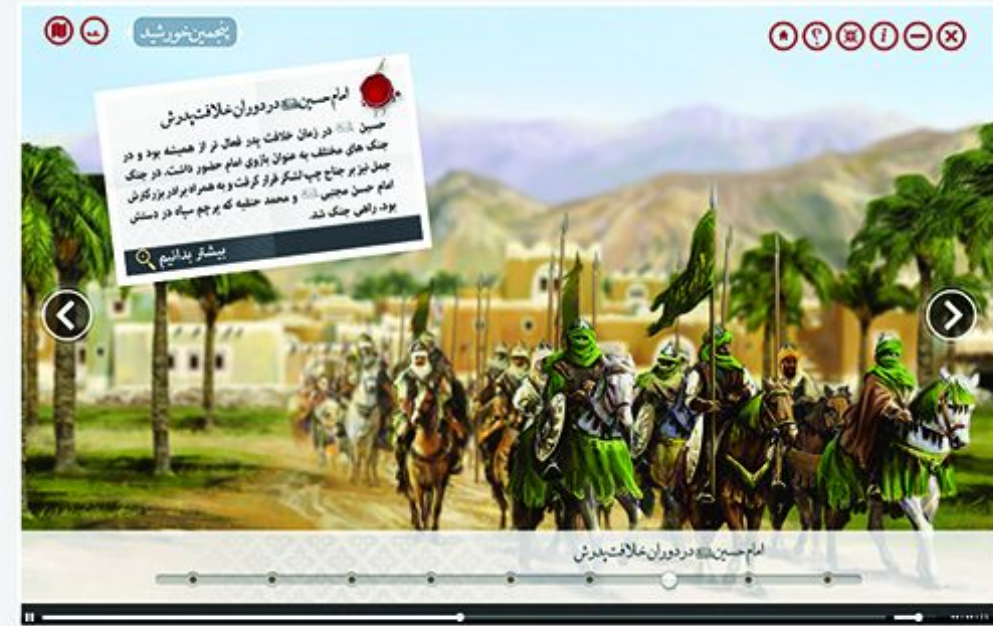 پنجمین خورشید
امام حسین در دوران خلافت پدرش
حسین در زمان خلافت پدر فعال تر از همیشه بود و در
جنگ های مختلف به عنوان بازوی امام حضور داشت. در جنگ
جمل نیز بر جناح چپ لشکر قرار گرفت و به همراه برادر بزرگترش
امام حسن مجتبی و محمد حنفیه که پرچم سپاه در دستش
بود، راهی جنگ شد.
بیشتر بدانیم
امام حسین در دوران خلافت پدرش